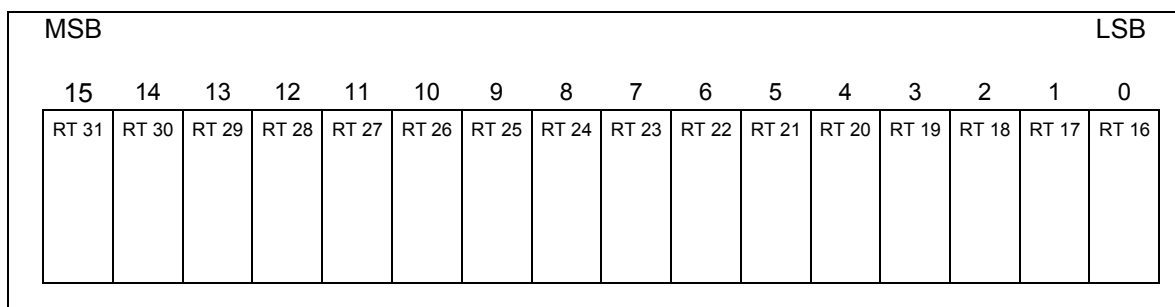 MSB LSB
15 14 13 12 11 10 9 8 7 6 5 4 3 2 1 0
RT 31 RT 30 RT 29 RT 28 RT 27 RT 26 RT 25 RT 24 RT 23 RT 22 RT 21 RT 20 RT 19 RT 18 RT 17 RT 16